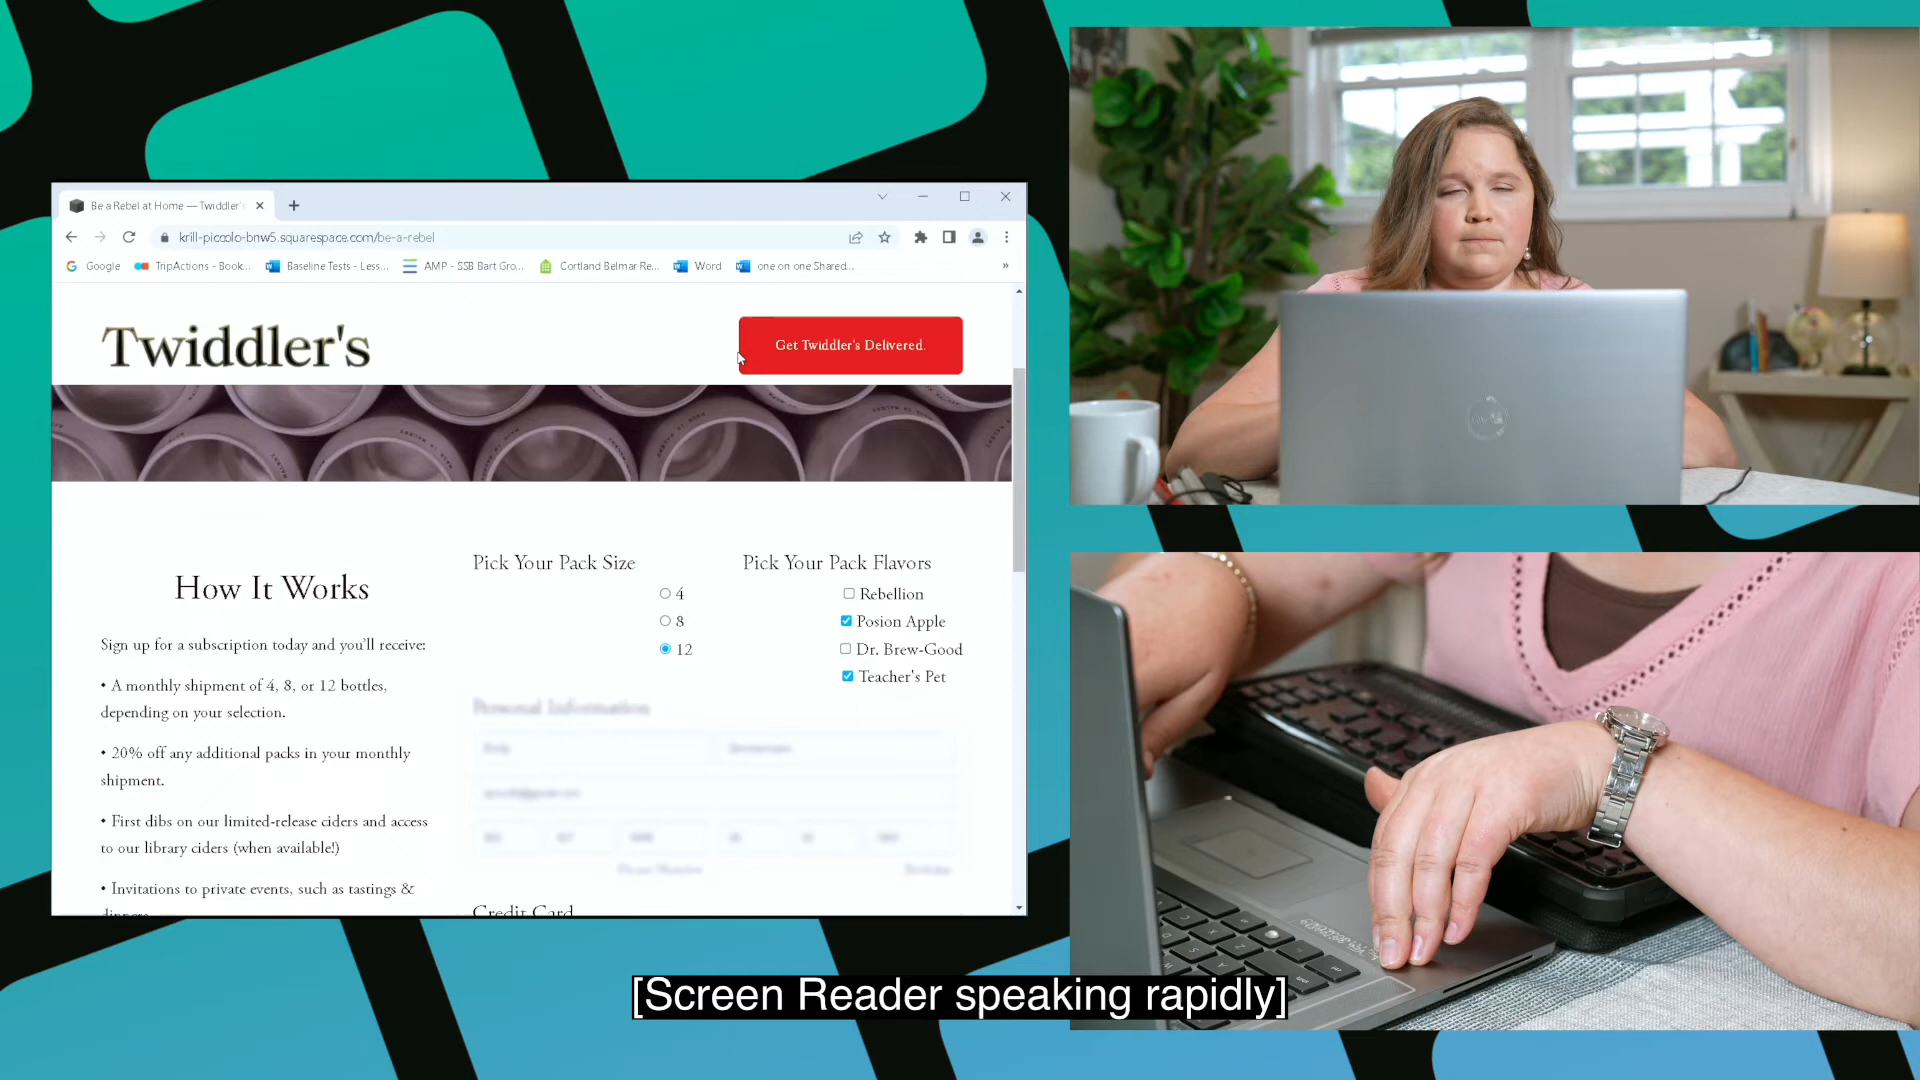 Be a Rebel at Home — Twiddler's
krill-piccolo-bnw5.squarespace.com/be-a-rebel
Google TripActions - Book... Baseline Tests - Less... AMP - SSB Bart Gro... Cortland Belmar Re... Word one on one Shared... »
Twiddler's
Get Twiddler's Delivered.
How It Works
Sign up for a subscription today and you'll receive:
• A monthly shipment of 4, 8, or 12 bottles,
depending on your selection.
• 20% off any additional packs in your monthly
shipment.
• First dibs on our limited-release ciders and access
to our library ciders (when available!)
• Invitations to private events, such as tastings &
dinners
Pick Your Pack Size
4
8
12
Pick Your Pack Flavors
Rebellion
Posion Apple
Dr. Brew-Good
Teacher's Pet
Personal Information
Credit Card
[Screen Reader speaking rapidly]